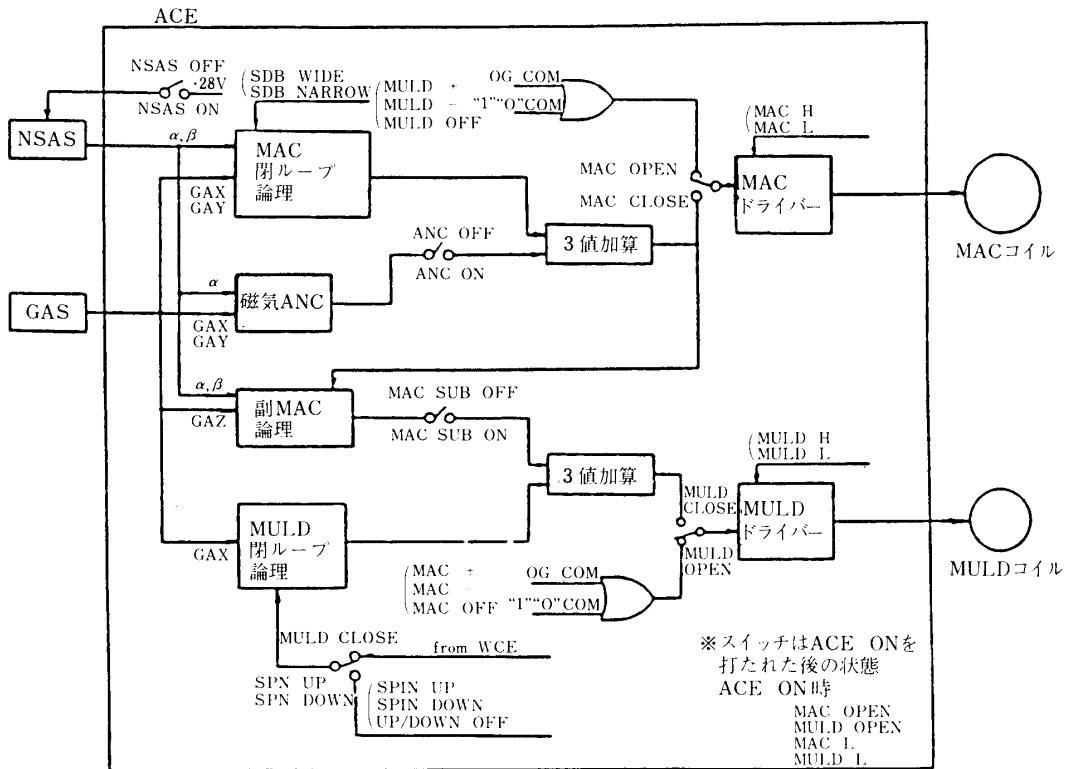 ACE
NSAS OFF
·28V
NSAS ON
NSAS
SDB WIDE
SDB NARROW
MULD +
MULD −
MULD OFF
OG COM
"1""O"COM
α,β
MAC
閉ループ
論理
GAX
GAY
MAC OPEN
MAC CLOSE
MAC H
MAC L
MAC
ドライバー
MACコイル
ANC OFF
ANC ON
3値加算
GAS
α
磁気ANC
GAX
GAY
α,β
副MAC
論理
GAZ
MAC SUB OFF
MAC SUB ON
3値加算
MULD
CLOSE
MULD
OPEN
MULD H
MULD L
MULD
ドライバー
MULDコイル
GAX
MULD
閉ループ
論理
MAC +
MAC −
MAC OFF
OG COM
"1""O"COM
MULD CLOSE
from WCE
SPN UP
SPN DOWN
SPIN UP
SPIN DOWN
UP/DOWN OFF
※スイッチはACE ONを
打たれた後の状態
ACE ON時
MAC OPEN
MULD OPEN
MAC L
MULD L